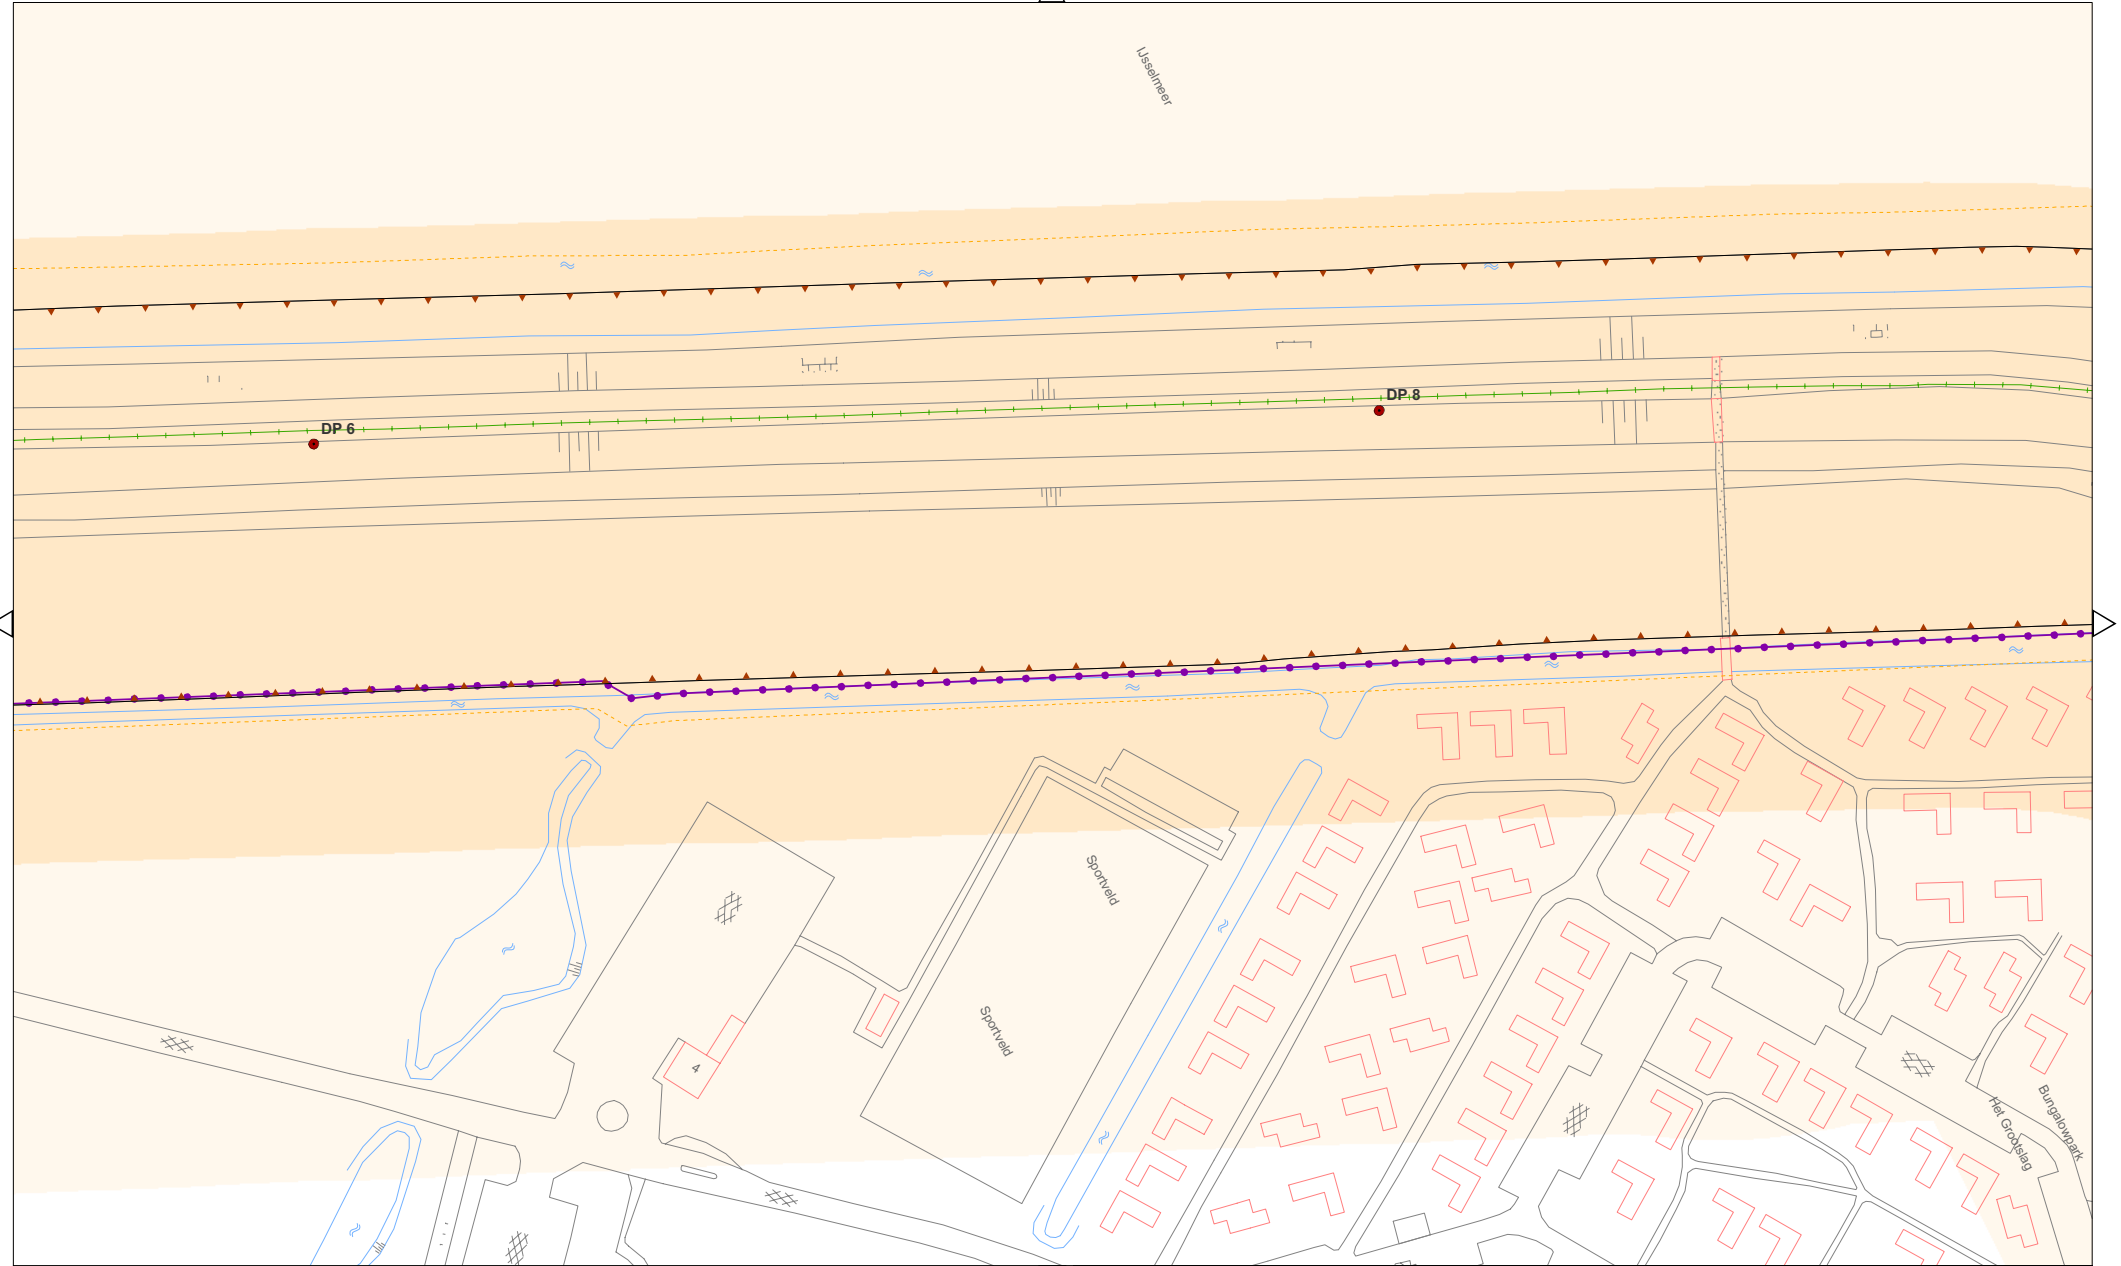 IJsselmeer
DP 6
DP 8
Sportveld
Sportveld
4
Het Grootslag
Bungalowpark